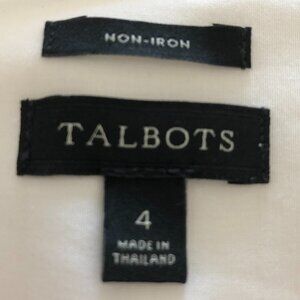 NON-IRON
TALBOTS
4
MADE IN
THAILAND